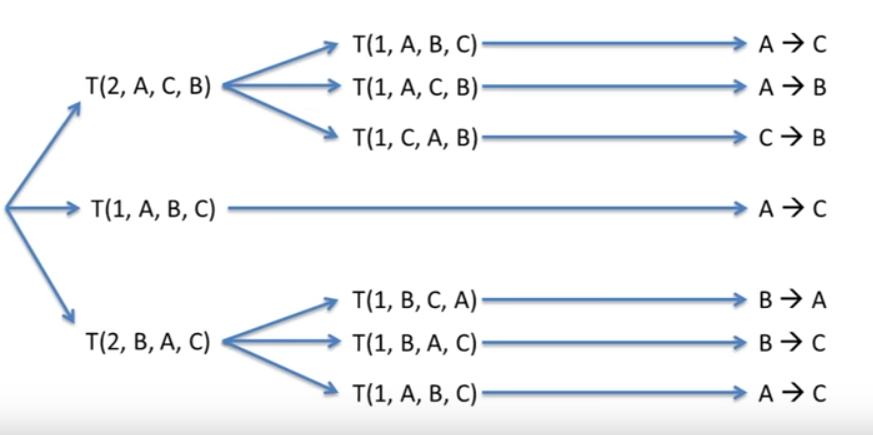 T(1, A, B, C) A → C
T(2, A, C, B) T(1, A, C, B) A → B
T(1, C, A, B) C → B
T(1, A, B, C) A → C
T(1, B, C, A) B → A
T(2, B, A, C) T(1, B, A, C) B → C
T(1, A, B, C) A → C